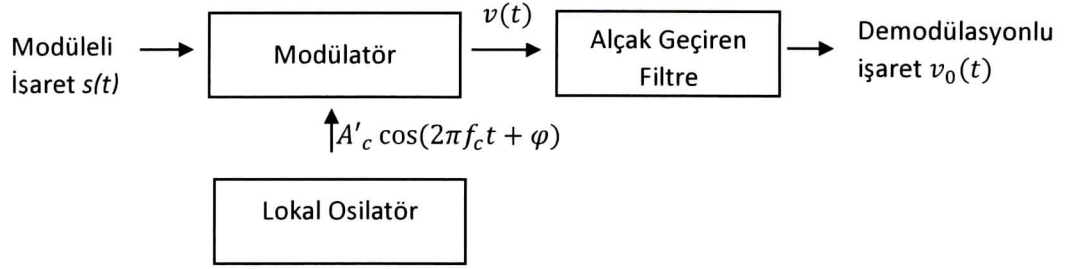 Modüleli
İşaret s(t)
Modülatör
v(t)
Alçak Geçiren
Filtre
Demodülasyonlu
işaret v₀(t)
A'c cos(2πfct + φ)
Lokal Osilatör